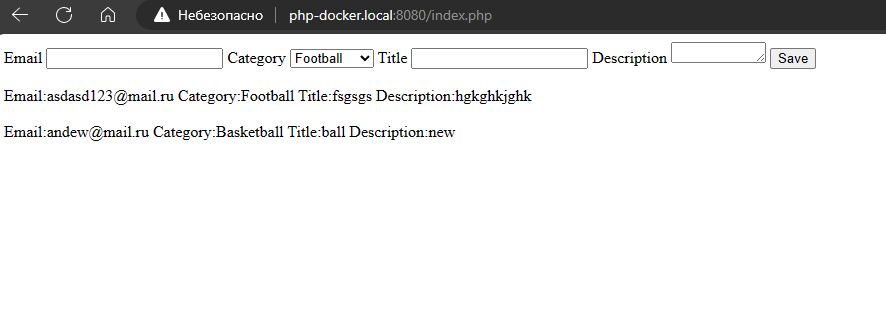 Небезопасно php-docker.local:8080/index.php
Email Category Football Title Description Save
Email:asdasd123@mail.ru Category:Football Title:fsgsgs Description:hgkghkjghk
Email:andew@mail.ru Category:Basketball Title:ball Description:new